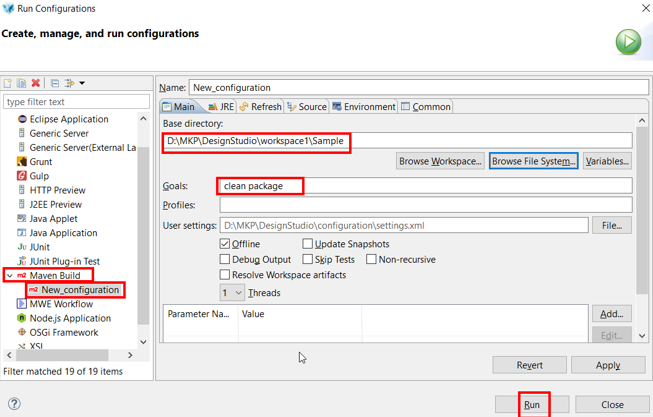 Run Configurations
Create, manage, and run configurations
type filter text
Eclipse Application
Generic Server
Generic Server(External La
Grunt
Gulp
HTTP Preview
J2EE Preview
Java Applet
Java Application
Ju JUnit
JUnit Plug-in Test
m2 Maven Build
m2 New_configuration
MWE Workflow
Node.js Application
OSGi Framework
XSL
Filter matched 19 of 19 items
Name: New_configuration
Main JRE Refresh Source Environment Common
Base directory:
D:\MKP\DesignStudio\workspace1\Sample
Browse Workspace... Browse File System... Variables...
Goals: clean package
Profiles:
User settings: D:\MKP\DesignStudio\configuration\settings.xml File...
Offline Update Snapshots
Debug Output Skip Tests Non-recursive
Resolve Workspace artifacts
1 Threads
Parameter Na... Value Add...
Edit...
Revert Apply
? Run Close